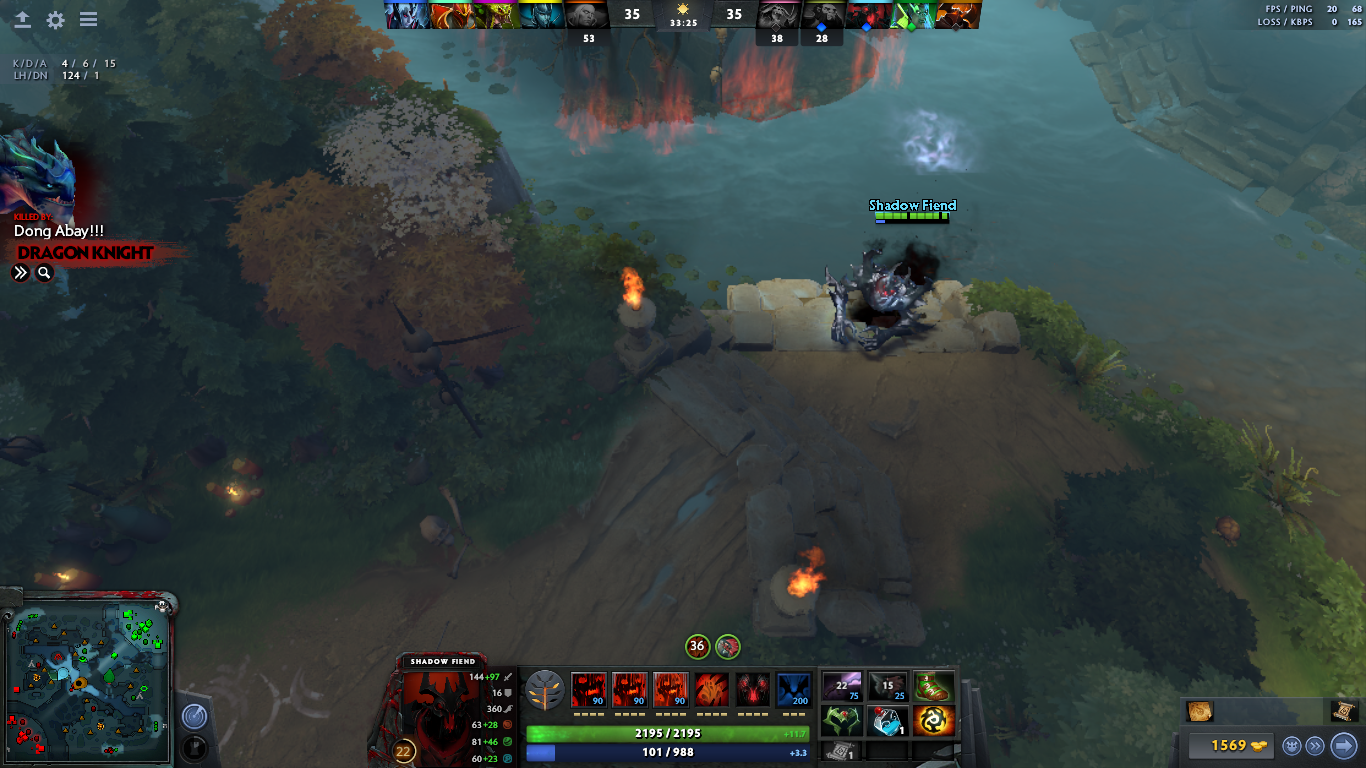 35 33:25 35
53 38 28
FPS / PING 20 68
LOSS / KBPS 0 165
K/D/A 4 / 6 / 15
LH/DN 124 / 1
KILLED BY:
Dong Abay!!!
DRAGON KNIGHT
Shadow Fiend
36
SHADOW FIEND
144+97
16
360
63+28
81+46
60+23
22
90 90 90 200
2195 / 2195 +11.7
101 / 988 +3.3
22 75 15 25
1
1
1569